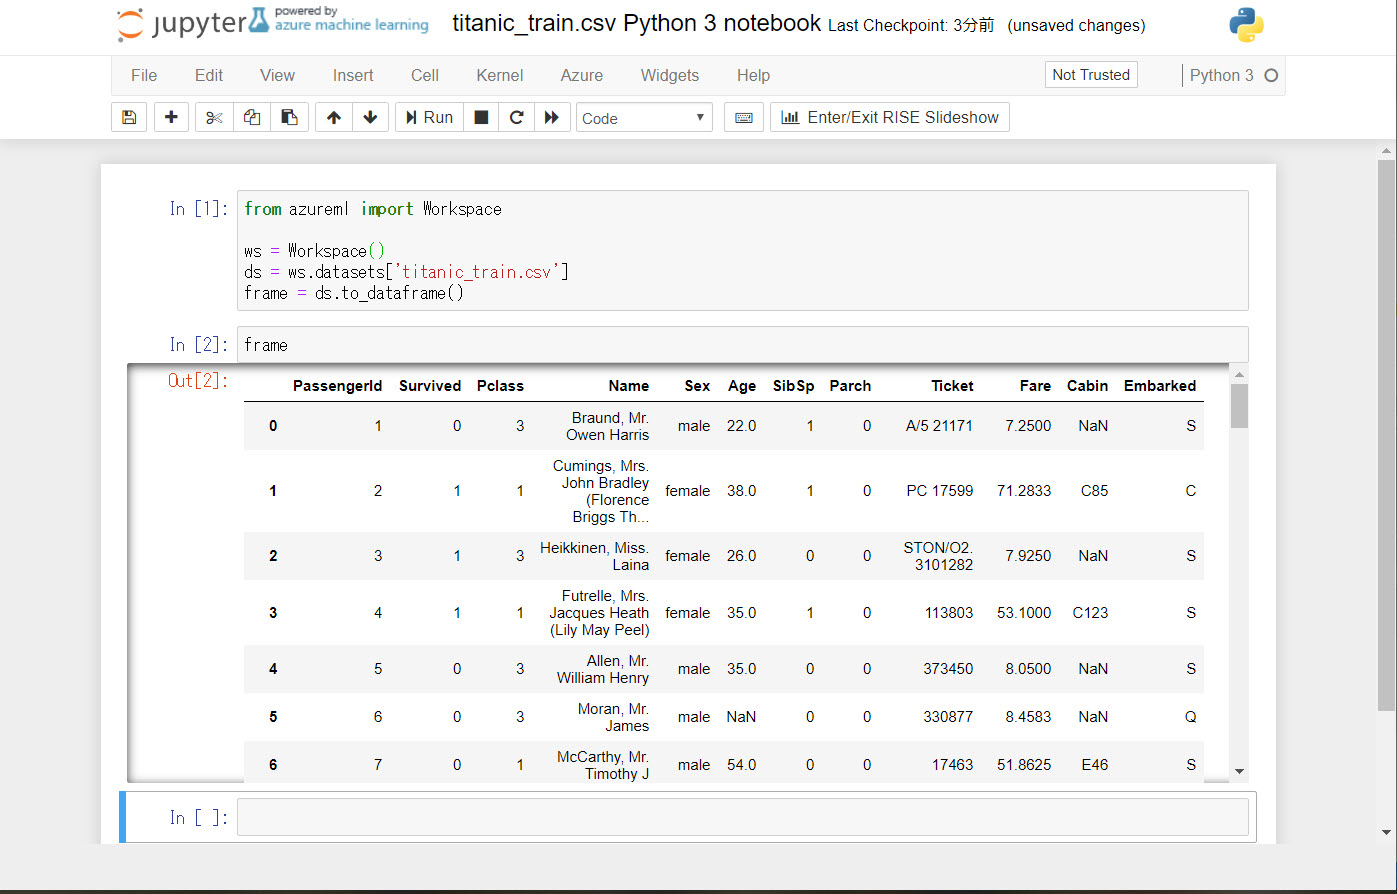 jupyter powered by azure machine learning titanic_train.csv Python 3 notebook Last Checkpoint: 3分前 (unsaved changes)
File Edit View Insert Cell Kernel Azure Widgets Help Not Trusted Python 3
Run Code Enter/Exit RISE Slideshow
In [1]: from azureml import Workspace
ws = Workspace()
ds = ws.datasets['titanic_train.csv']
frame = ds.to_dataframe()
In [2]: frame
Out[2]:
PassengerId Survived Pclass Name Sex Age SibSp Parch Ticket Fare Cabin Embarked
0 1 0 3 Braund, Mr. Owen Harris male 22.0 1 0 A/5 21171 7.2500 NaN S
1 2 1 1 Cumings, Mrs. John Bradley (Florence Briggs Th... female 38.0 1 0 PC 17599 71.2833 C85 C
2 3 1 3 Heikkinen, Miss. Laina female 26.0 0 0 STON/O2. 3101282 7.9250 NaN S
3 4 1 1 Futrelle, Mrs. Jacques Heath (Lily May Peel) female 35.0 1 0 113803 53.1000 C123 S
4 5 0 3 Allen, Mr. William Henry male 35.0 0 0 373450 8.0500 NaN S
5 6 0 3 Moran, Mr. James male NaN 0 0 330877 8.4583 NaN Q
6 7 0 1 McCarthy, Mr. Timothy J male 54.0 0 0 17463 51.8625 E46 S
In [ ]: